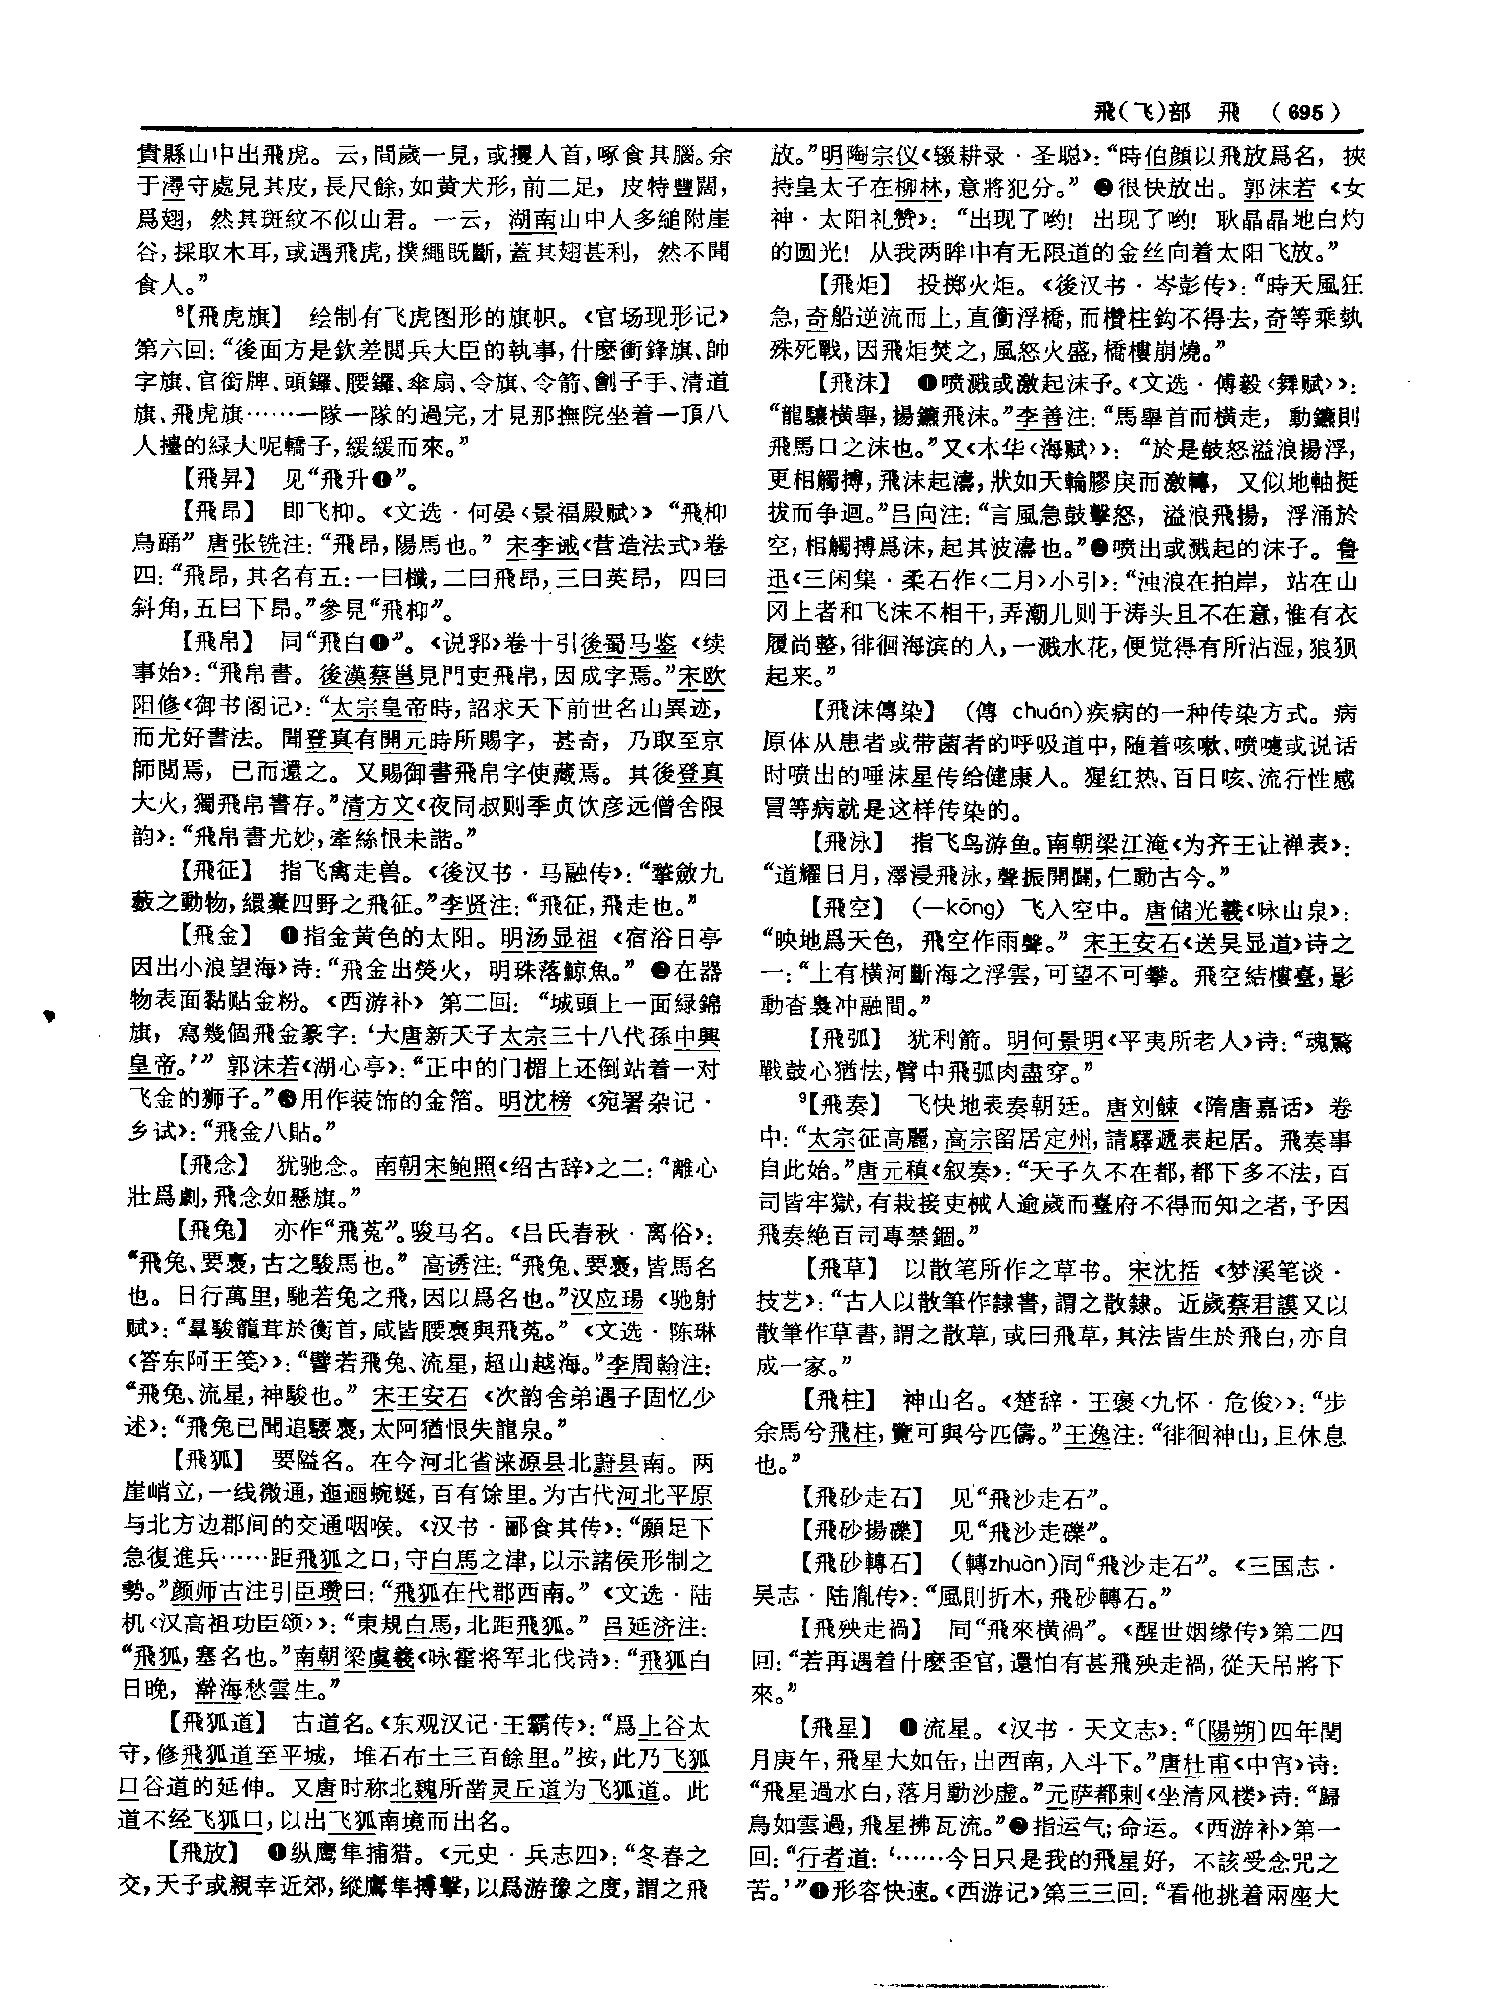 飛(飞)部　飛　(695)
貴縣山中出飛虎。云,間歲一見,或攫人首,啄食其腦。余
于潯守處見其皮,長尺餘,如黄犬形,前二足,皮特豐闊,
爲翅,然其斑紋不似山君。一云,湖南山中人多縋附崖
谷,採取木耳,或遇飛虎,撲繩既斷,蓋其翅甚利,然不聞
食人。”
⁸【飛虎旗】　绘制有飞虎图形的旗帜。《官场现形记》
第六回:“後面方是欽差閲兵大臣的執事,什麽衝鋒旗、帥
字旗、官銜牌、頭鑼、腰鑼、傘扇、令旗、令箭、劊子手、清道
旗、飛虎旗……一隊一隊的過完,才見那撫院坐着一頂八
人擡的緑大呢轎子,緩緩而來。”
【飛昇】　见“飛升❶”。
【飛昂】　即飞枊。《文选·何晏〈景福殿赋〉》“飛枊
鳥踊”唐张铣注:“飛昂,陽馬也。”宋李诫《营造法式》卷
四:“飛昂,其名有五:一曰櫼,二曰飛昂,三曰英昂,四曰
斜角,五曰下昂。”參見“飛枊”。
【飛帛】　同“飛白❶”。《说郛》卷十引後蜀马鉴《续
事始》:“飛帛書。後漢蔡邕見門吏飛帚,因成字焉。”宋欧
阳修《御书阁记》:“太宗皇帝時,詔求天下前世名山異迹,
而尤好書法。聞登真有開元時所賜字,甚奇,乃取至京
師閲焉,已而還之。又賜御書飛帛字使藏焉。其後登真
大火,獨飛帛書存。”清方文《夜同叔则季贞饮彦远僧舍限
韵》:“飛帛書尤妙,牽絲恨未諧。”
【飛征】　指飞禽走兽。《後汉书·马融传》:“揫斂九
藪之動物,繯橐四野之飛征。”李贤注:“飛征,飛走也。”
【飛金】　❶指金黄色的太阳。明汤显祖《宿浴日亭
因出小浪望海》诗:“飛金出熒火,明珠落鯨魚。”❷在器
物表面黏贴金粉。《西游补》第二回:“城頭上一面緑錦
旗,寫幾個飛金篆字:‘大唐新天子太宗三十八代孫中興
皇帝。’”郭沫若《湖心亭》:“正中的门楣上还倒站着一对
飞金的狮子。”❸用作装饰的金箔。明沈榜《宛署杂记·
乡试》:“飛金八貼。”
【飛念】　犹驰念。南朝宋鲍照《绍古辞》之二:“離心
壯爲劇,飛念如懸旗。”
【飛兔】　亦作“飛菟”。骏马名。《吕氏春秋·离俗》:
“飛兔、要褭,古之駿馬也。”高诱注:“飛兔、要褭,皆馬名
也。日行萬里,馳若兔之飛,因以爲名也。”汉应瑒《驰射
赋》:“羣駿籠茸於衡首,咸皆腰褭與飛菟。”《文选·陈琳
〈答东阿王笺〉》:“譬若飛兔、流星,超山越海。”李周翰注:
“飛兔、流星,神駿也。”宋王安石《次韵舍弟遇子固忆少
述》:“飛兔已聞追騕褭,太阿猶恨失龍泉。”
【飛狐】　要隘名。在今河北省涞源县北蔚县南。两
崖峭立,一线微通,迤逦蜿蜒,百有馀里。为古代河北平原
与北方边郡间的交通咽喉。《汉书·郦食其传》:“願足下
急復進兵……距飛狐之口,守白馬之津,以示諸侯形制之
勢。”颜师古注引臣瓒曰:“飛狐在代郡西南。”《文选·陆
机〈汉高祖功臣颂〉》:“東規白馬,北距飛狐。”吕延济注:
“飛狐,塞名也。”南朝梁虞羲《咏霍将军北伐诗》:“飛狐白
日晚,瀚海愁雲生。”
【飛狐道】　古道名。《东观汉记·王霸传》:“爲上谷太
守,修飛狐道至平城,堆石布土三百餘里。”按,此乃飞狐
口谷道的延伸。又唐时称北魏所凿灵丘道为飞狐道。此
道不经飞狐口,以出飞狐南境而出名。
【飛放】　❶纵鹰隼捕猎。《元史·兵志四》:“冬春之
交,天子或親幸近郊,縱鷹隼搏擊,以爲游豫之度,謂之飛
放。”明陶宗仪《辍耕录·圣聪》:“時伯顔以飛放爲名,挾
持皇太子在柳林,意將犯分。”❷很快放出。郭沫若《女
神·太阳礼赞》:“出现了哟!出现了哟!耿晶晶地白灼
的圆光!从我两眸中有无限道的金丝向着太阳飞放。”
【飛炬】　投掷火炬。《後汉书·岑彭传》:“時天風狂
急,奇船逆流而上,直衝浮橋,而欑柱鈎不得去,奇等乘埶
殊死戰,因飛炬焚之,風怒火盛,橋樓崩燒。”
【飛沫】　❶喷溅或激起沫子。《文选·傅毅〈舞赋〉》:
“龍驤横舉,揚鑣飛沫。”李善注:“馬舉首而横走,動鑣則
飛馬口之沫也。”又《木华〈海赋〉》:“於是鼓怒溢浪揚浮,
更相觸搏,飛沫起濤,狀如天輪膠戾而激轉,又似地軸挺
拔而争迴。”吕向注:“言風急鼓擊怒,溢浪飛揚,浮涌於
空,相觸搏爲沫,起其波濤也。”❷喷出或溅起的沫子。鲁
迅《三闲集·柔石作〈二月〉小引》:“浊浪在拍岸,站在山
冈上者和飞沫不相干,弄潮儿则于涛头且不在意,惟有衣
履尚整,徘徊海滨的人,一溅水花,便觉得有所沾湿,狼狈
起来。”
【飛沫傳染】　(傳 chuán)疾病的一种传染方式。病
原体从患者或带菌者的呼吸道中,随着咳嗽、喷嚏或说话
时喷出的唾沫星传给健康人。猩红热、百日咳、流行性感
冒等病就是这样传染的。
【飛泳】　指飞鸟游鱼。南朝梁江淹《为齐王让禅表》:
“道耀日月,澤浸飛泳,聲振開闢,仁動古今。”
【飛空】　(—kōng)飞入空中。唐储光羲《咏山泉》:
“映地爲天色,飛空作雨聲。”宋王安石《送吴显道》诗之
一:“上有横河斷海之浮雲,可望不可攀。飛空結樓臺,影
動杳裊冲融間。”
【飛弧】　犹利箭。明何景明《平夷所老人》诗:“魂驚
戰鼓心猶怯,臂中飛弧肉盡穿。”
⁹【飛奏】　飞快地表奏朝廷。唐刘餗《隋唐嘉话》卷
中:“太宗征高麗,高宗留居定州,請驛遞表起居。飛奏事
自此始。”唐元稹《叙奏》:“天子久不在都,都下多不法,百
司皆牢獄,有裁接吏械人逾歲而臺府不得而知之者,予因
飛奏絶百司專禁錮。”
【飛草】　以散笔所作之草书。宋沈括《梦溪笔谈·
技艺》:“古人以散筆作隸書,謂之散隸。近歲蔡君謨又以
散筆作草書,謂之散草,或曰飛草,其法皆生於飛白,亦自
成一家。”
【飛柱】　神山名。《楚辞·王褒〈九怀·危俊〉》:“步
余馬兮飛柱,覽可與兮匹儔。”王逸注:“徘徊神山,且休息
也。”
【飛砂走石】　见“飛沙走石”。
【飛砂揚礫】　见“飛沙走礫”。
【飛砂轉石】　(轉zhuàn)同“飛沙走石”。《三国志·
吴志·陆胤传》:“風則折木,飛砂轉石。”
【飛殃走禍】　同“飛來横禍”。《醒世姻缘传》第二四
回:“若再遇着什麽歪官,還怕有甚飛殃走禍,從天吊將下
來。”
【飛星】　❶流星。《汉书·天文志》:“〔陽朔〕四年閏
月庚午,飛星大如缶,出西南,入斗下。”唐杜甫《中宵》诗:
“飛星過水白,落月動沙虚。”元萨都剌《坐清风楼》诗:“歸
鳥如雲過,飛星拂瓦流。”❷指运气;命运。《西游补》第一
回:“行者道:‘……今日只是我的飛星好,不該受念咒之
苦。’”❶形容快速。《西游记》第三三回:“看他挑着兩座大